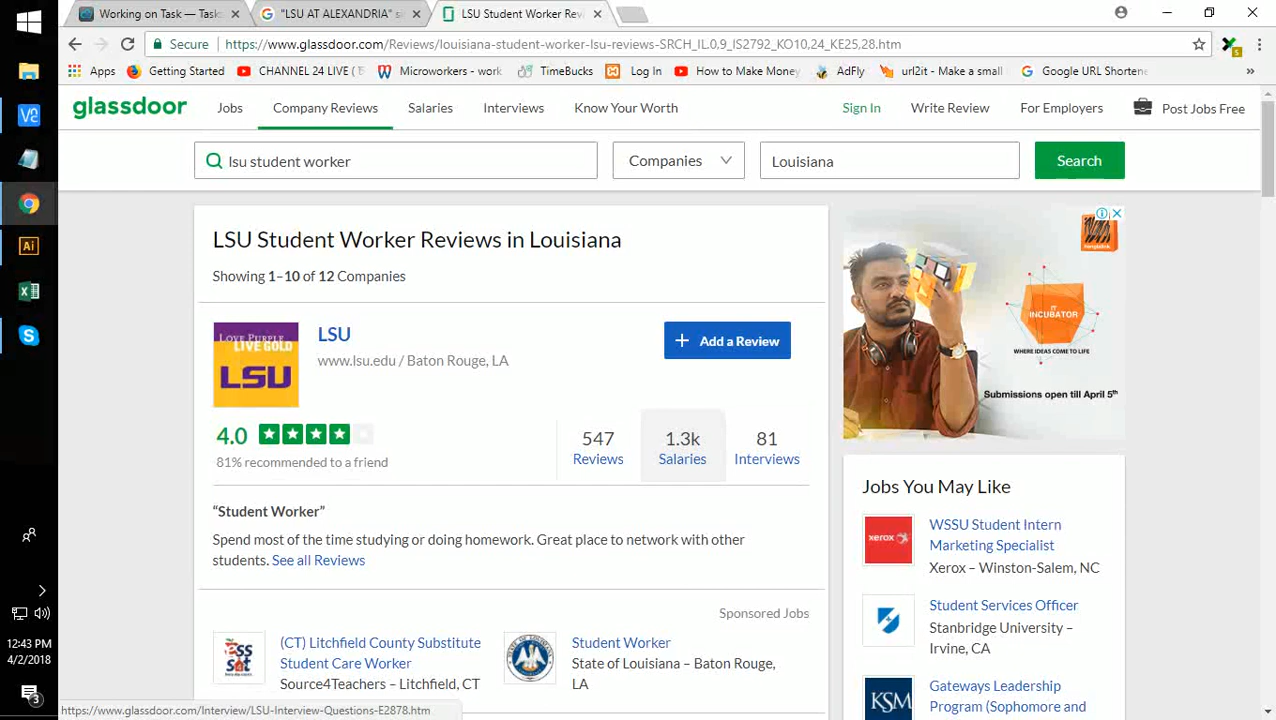 Working on Task — Task
"LSU AT ALEXANDRIA" si
LSU Student Worker Rev
Secure
https://www.glassdoor.com/Reviews/louisiana-student-worker-lsu-reviews-SRCH_IL.0,9_IS2792_KO10,24_KE25,28.htm
5
Apps
Getting Started
CHANNEL 24 LIVE ( T
Microworkers - work
TimeBucks
Log In
How to Make Money
AdFly
url2it - Make a small
Google URL Shortene
»
glassdoor
Jobs
Company Reviews
Salaries
Interviews
Know Your Worth
Sign In
Write Review
For Employers
Post Jobs Free
lsu student worker
Companies
Louisiana
Search
LSU Student Worker Reviews in Louisiana
Showing 1–10 of 12 Companies
LOVE PURPLE
LIVE GOLD
LSU
LSU
www.lsu.edu / Baton Rouge, LA
+ Add a Review
4.0
81% recommended to a friend
547
Reviews
1.3k
Salaries
81
Interviews
“Student Worker”
Spend most of the time studying or doing homework. Great place to network with other
students. See all Reviews
Sponsored Jobs
(CT) Litchfield County Substitute
Student Care Worker
Source4Teachers – Litchfield, CT
Student Worker
State of Louisiana – Baton Rouge,
LA
banglalink
IT
INCUBATOR
WHERE IDEAS COME TO LIFE
Submissions open till April 5th
Jobs You May Like
xerox
WSSU Student Intern
Marketing Specialist
Xerox – Winston-Salem, NC
Student Services Officer
Stanbridge University –
Irvine, CA
KSM
Gateways Leadership
Program (Sophomore and
https://www.glassdoor.com/Interview/LSU-Interview-Questions-E2878.htm
Ai
12:43 PM
4/2/2018
3